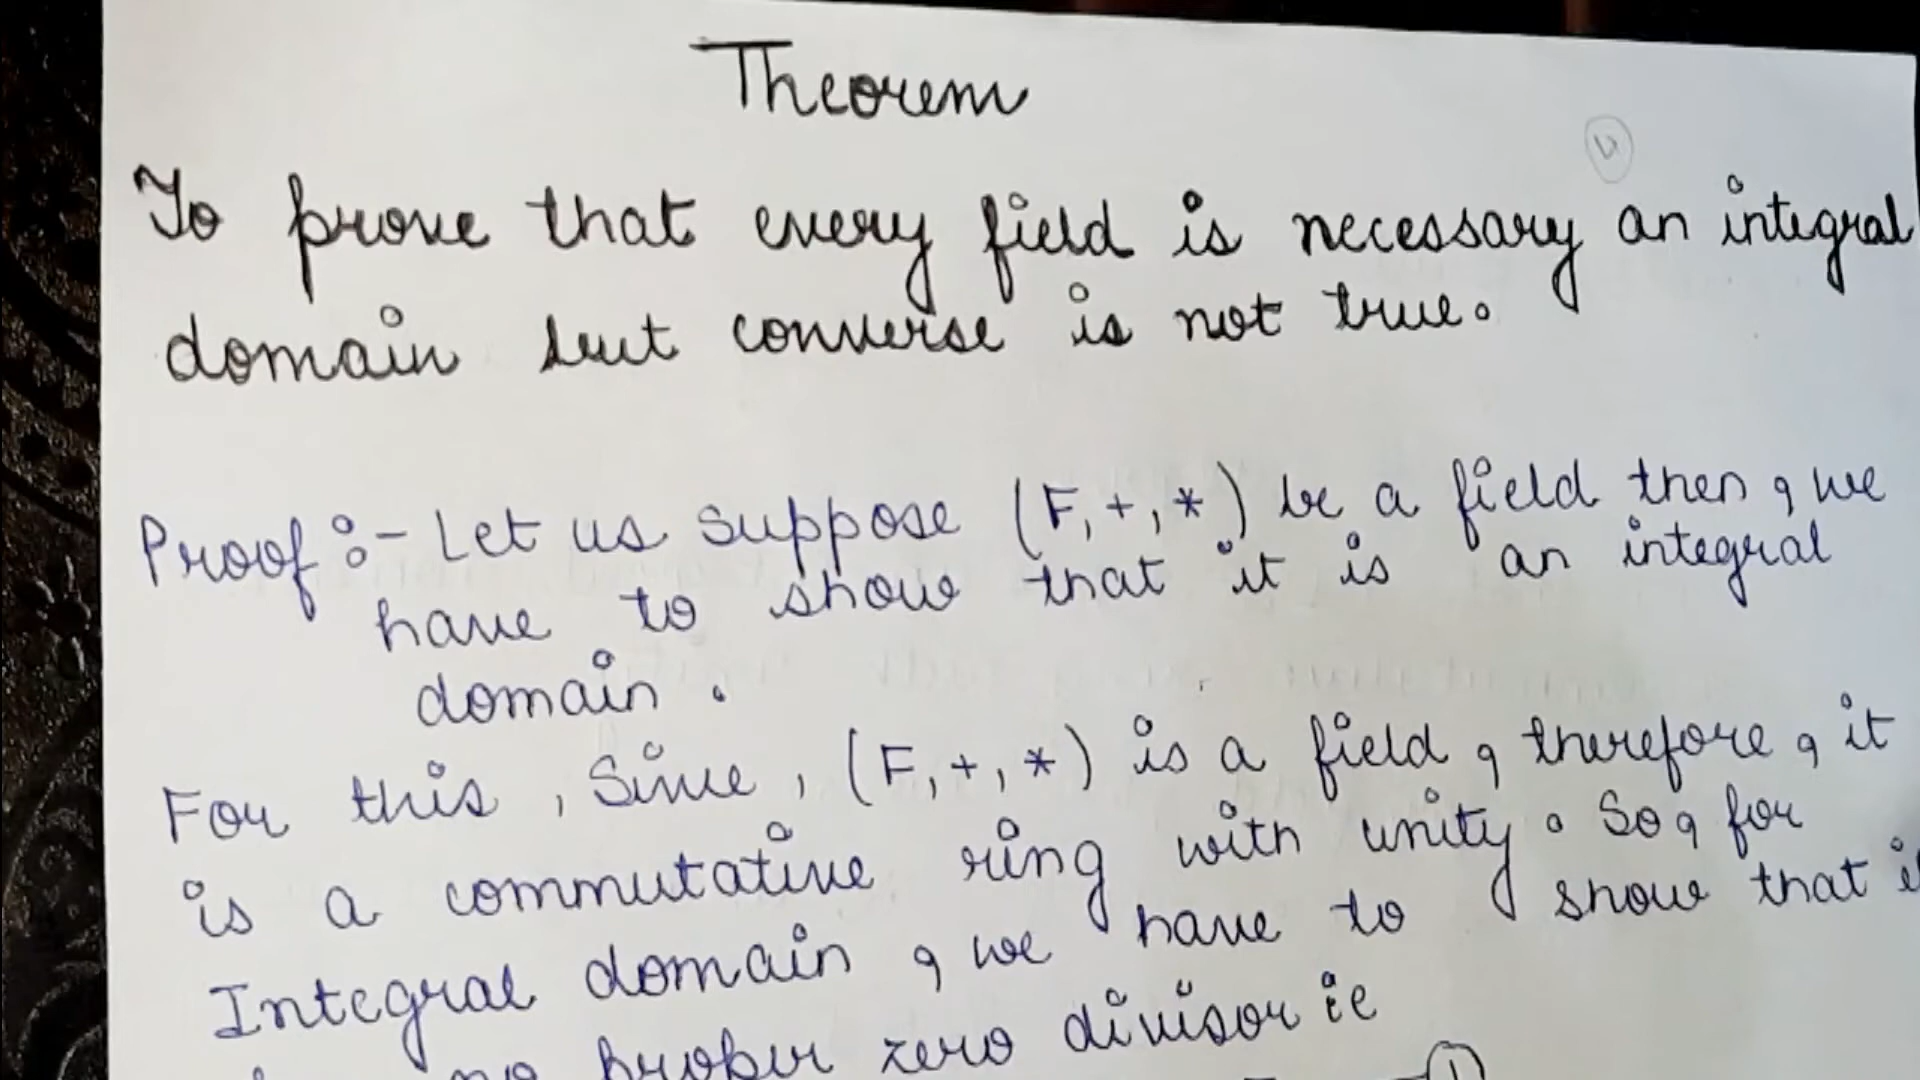 Theorem
To prove that every field is necessary an integral
domain but converse is not true.
Proof :- Let us suppose (F, +, *) be a field then, we
have to show that it is an integral
domain.
For this, Since, (F, +, *) is a field, therefore, it
is a commutative ring with unity. So, for
Integral domain, we have to show that
no proper zero divisor ie
1